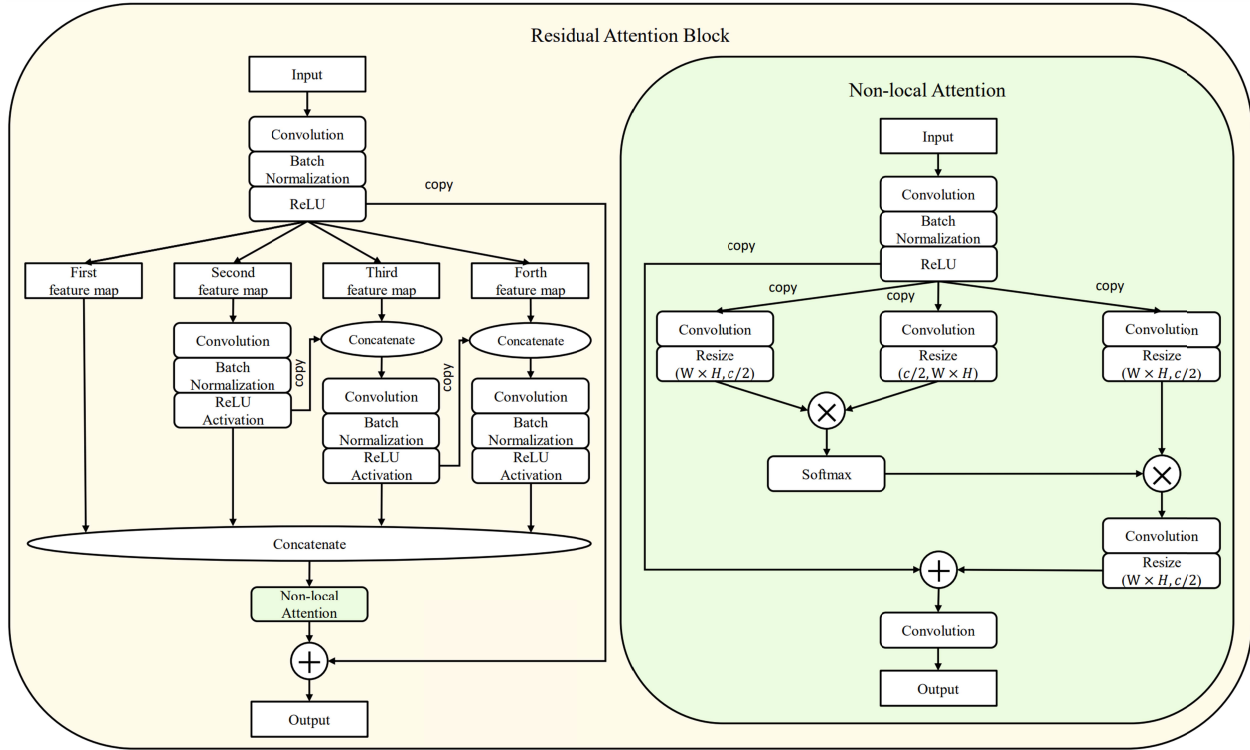 Residual Attention Block
Input
Convolution
Batch
Normalization
ReLU
copy
First
feature map
Second
feature map
Third
feature map
Forth
feature map
Convolution
Batch
Normalization
ReLU
Activation
copy
Concatenate
Convolution
Batch
Normalization
ReLU
Activation
copy
Concatenate
Convolution
Batch
Normalization
ReLU
Activation
Concatenate
Non-local
Attention
+
Output
Non-local Attention
Input
Convolution
Batch
Normalization
ReLU
copy
copy
copy
copy
Convolution
Resize
(W × H, c/2)
Convolution
Resize
(c/2, W × H)
Convolution
Resize
(W × H, c/2)
×
Softmax
×
Convolution
Resize
(W × H, c/2)
+
Convolution
Output